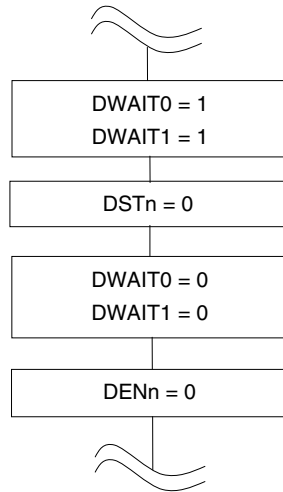 DWAIT0 = 1
DWAIT1 = 1
DSTn = 0
DWAIT0 = 0
DWAIT1 = 0
DENn = 0